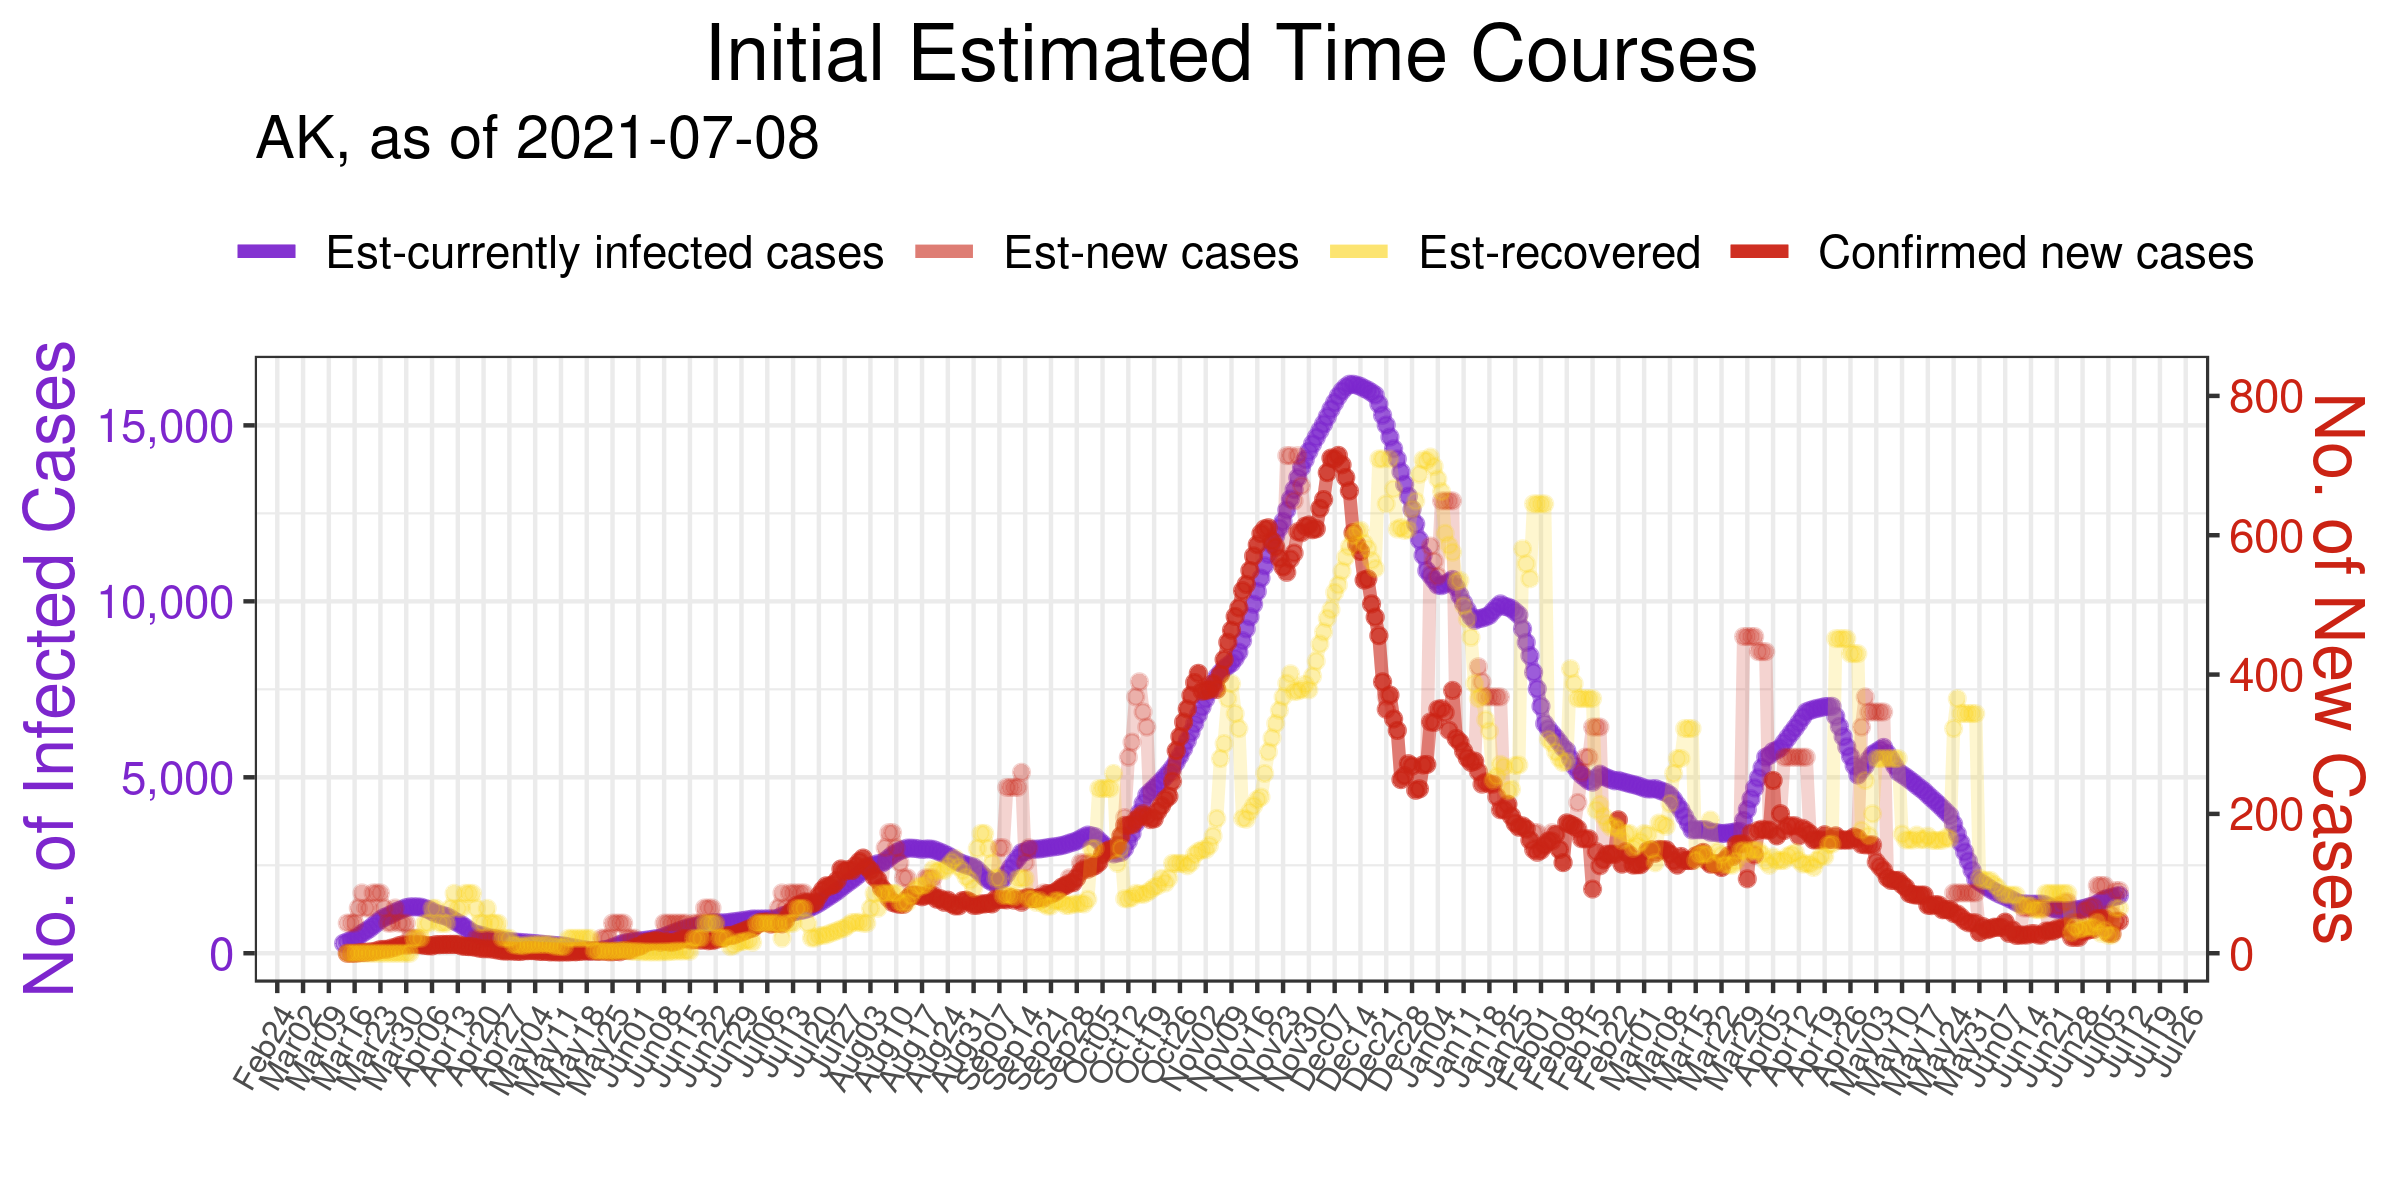 Initial Estimated Time Courses
AK, as of 2021-07-08
Est-currently infected cases
Est-new cases
Est-recovered
Confirmed new cases
No. of Infected Cases
15,000
10,000
5,000
0
800
600
400
200
0
No. of New Cases
Feb24
Mar02
Mar09
Mar16
Mar23
Mar30
Apr06
Apr13
Apr20
Apr27
May04
May11
May18
May25
Jun01
Jun08
Jun15
Jun22
Jun29
Jul06
Jul13
Jul20
Jul27
Aug03
Aug10
Aug17
Aug24
Aug31
Sep07
Sep14
Sep21
Sep28
Oct05
Oct12
Oct19
Oct26
Nov02
Nov09
Nov16
Nov23
Nov30
Dec07
Dec14
Dec21
Dec28
Jan04
Jan11
Jan18
Jan25
Feb01
Feb08
Feb15
Feb22
Mar01
Mar08
Mar15
Mar22
Mar29
Apr05
Apr12
Apr19
Apr26
May03
May10
May17
May24
May31
Jun07
Jun14
Jun21
Jun28
Jul05
Jul12
Jul19
Jul26